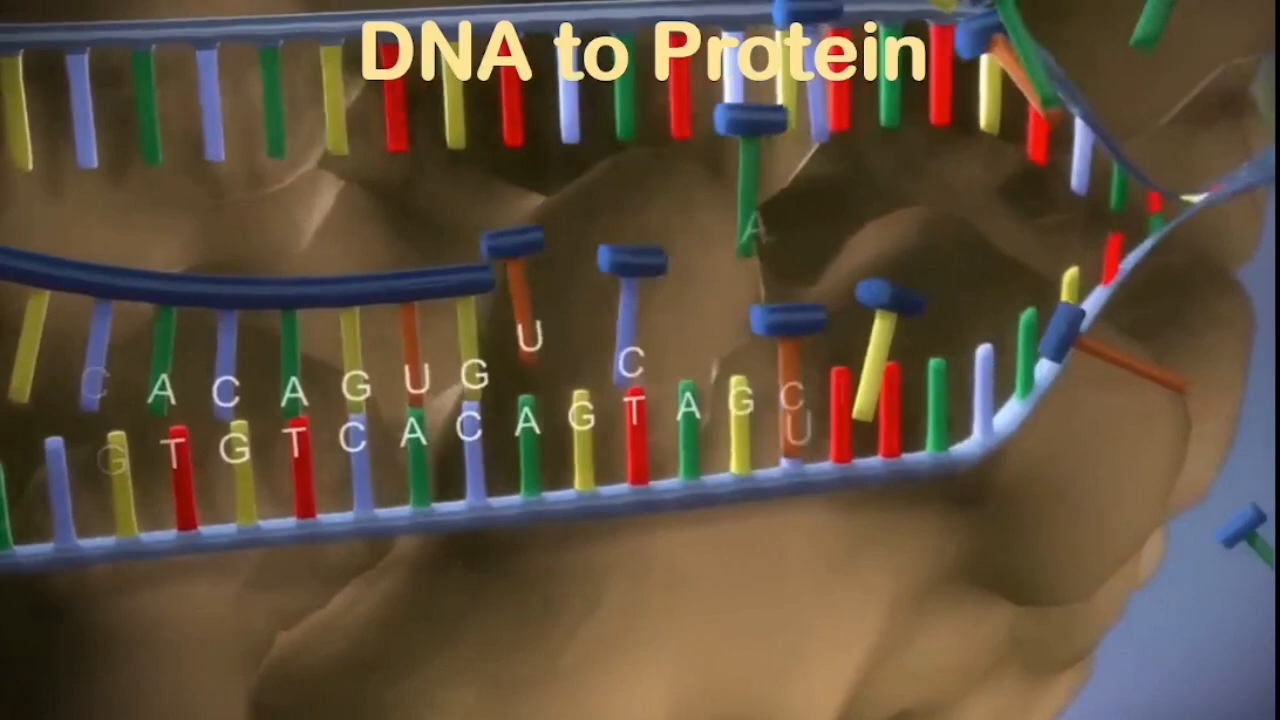 DNA to Protein
A
U
C
C A C A G U G
G T G T C A C A G T A G C
U